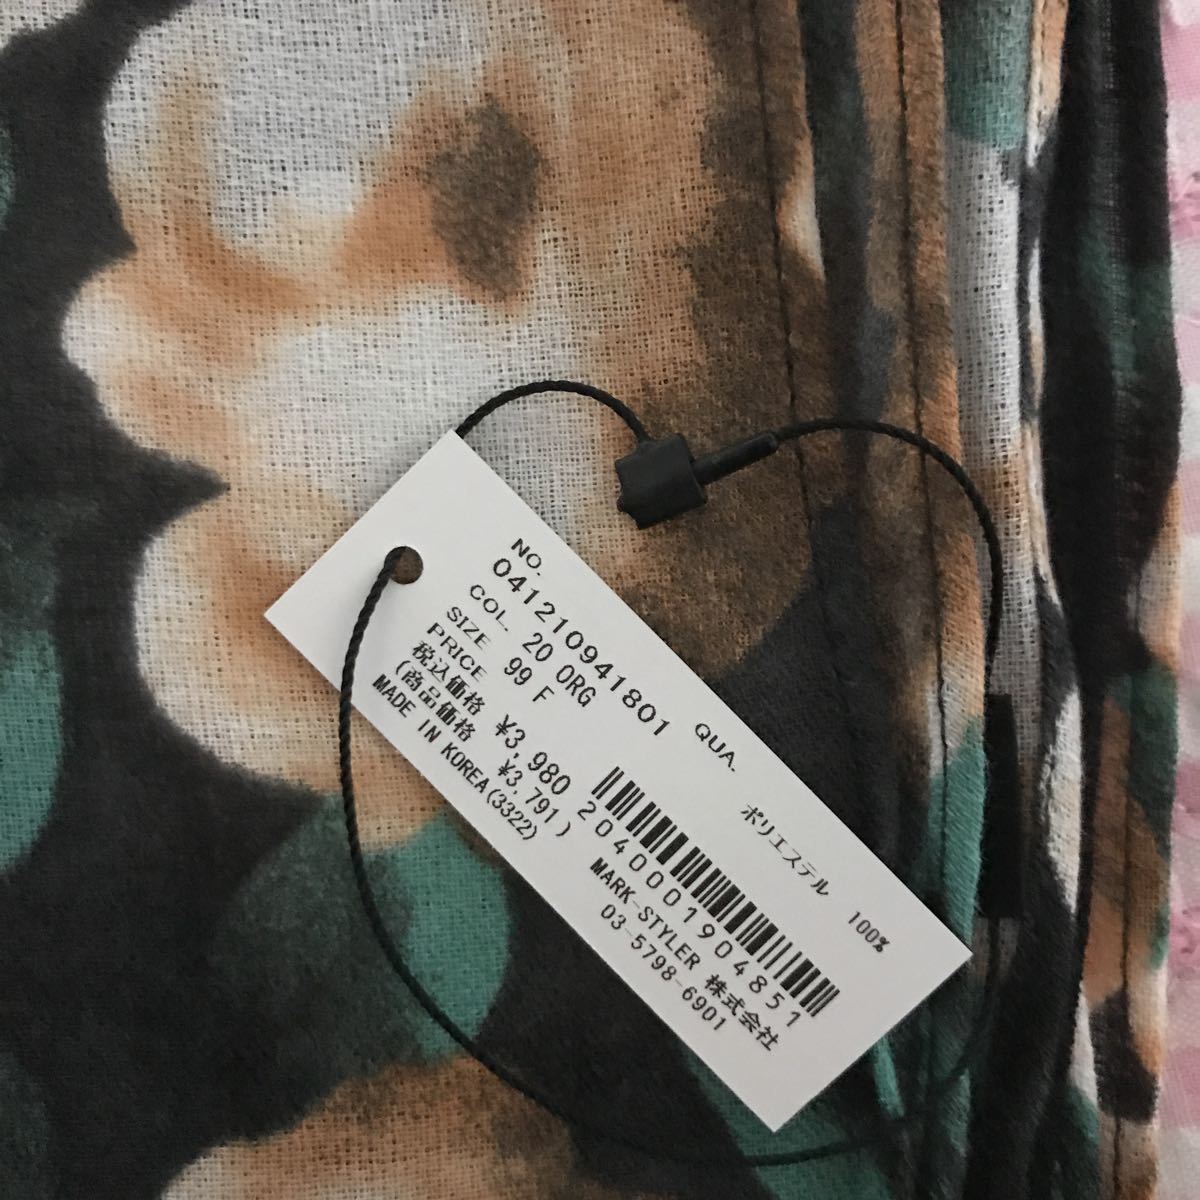 NO. QUA.
041210941801
COL. 20 ORG
SIZE 99 F
PRICE
税込価格 ¥3,980
(商品価格 ¥3,791)
MADE IN KOREA(3322)
ポリエステル 100%
2040001904851
MARK-STYLER 株式会社
03-5798-6901